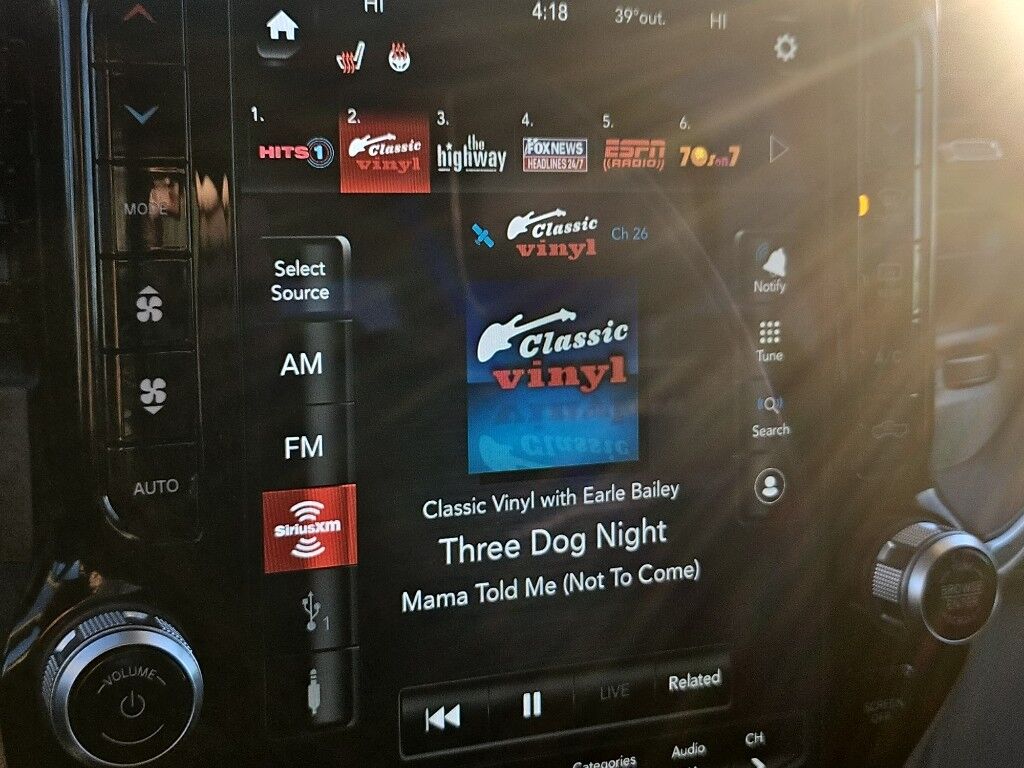 HI
4:18
39°out.
HI
1.
HITS 1
2.
Classic
vinyl
3.
the
highway
4.
FOX NEWS
HEADLINES 24/7
5.
ESPN
((RADIO))
6.
70s on 7
MODE
AUTO
VOLUME
Select
Source
AM
FM
SiriusXM
1
Classic
vinyl
Ch 26
Classic
vinyl
Classic Vinyl with Earle Bailey
Three Dog Night
Mama Told Me (Not To Come)
LIVE
Related
Categories
Audio
CH
Notify
Tune
Search
SCREEN
OFF